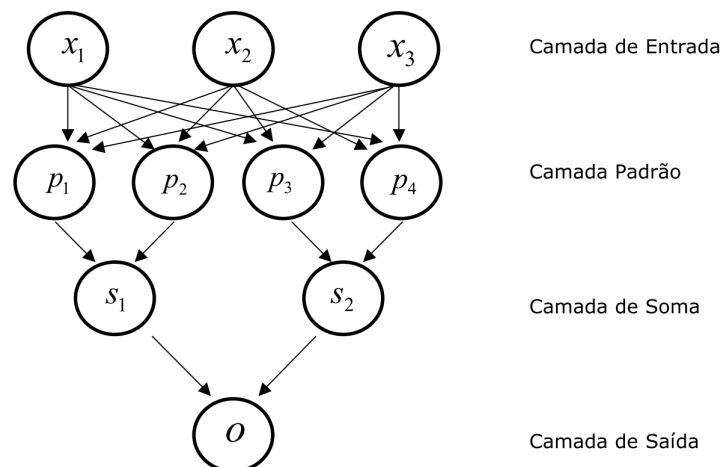 x₁ x₂ x₃ Camada de Entrada
p₁ p₂ p₃ p₄ Camada Padrão
s₁ s₂ Camada de Soma
o Camada de Saída